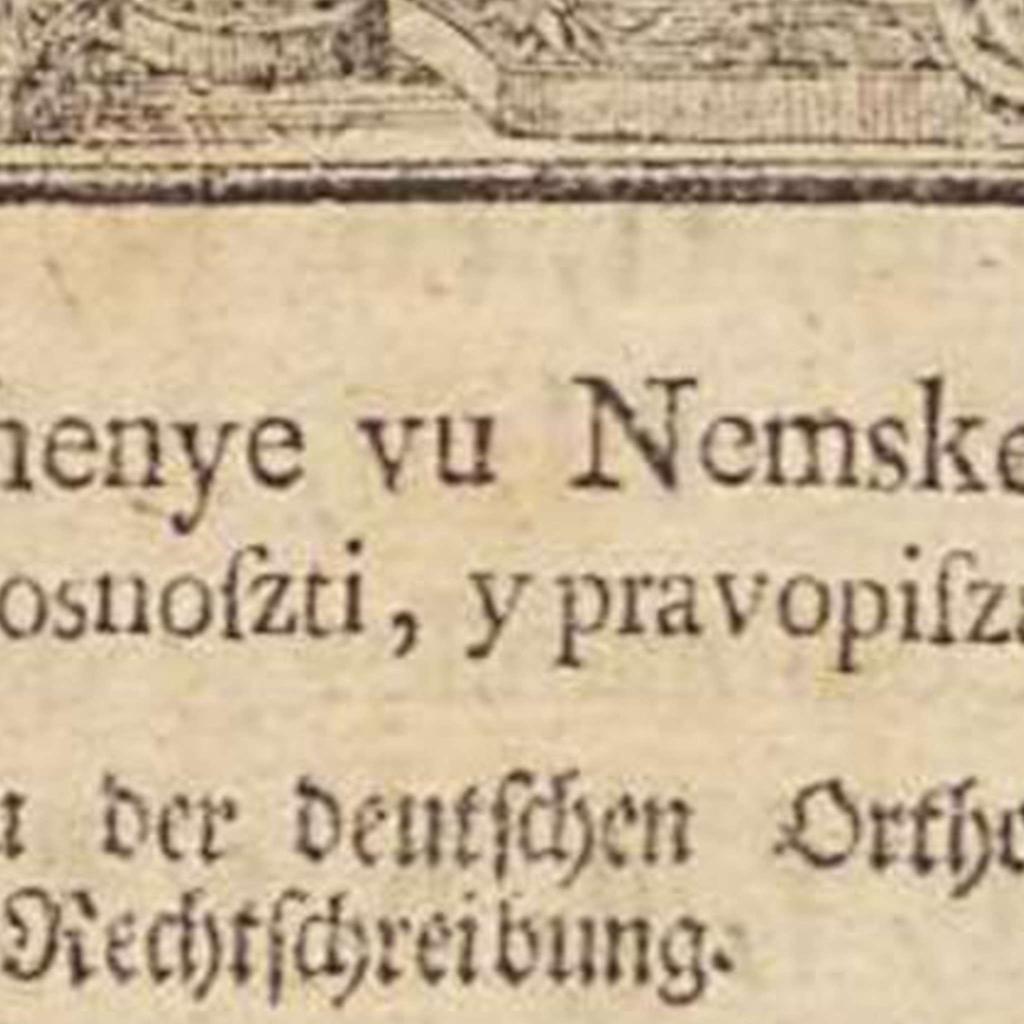 henye vu Nemske
osnoſzti, y pravopiſz
der deutſchen Ortho
Rechtſchreibung.